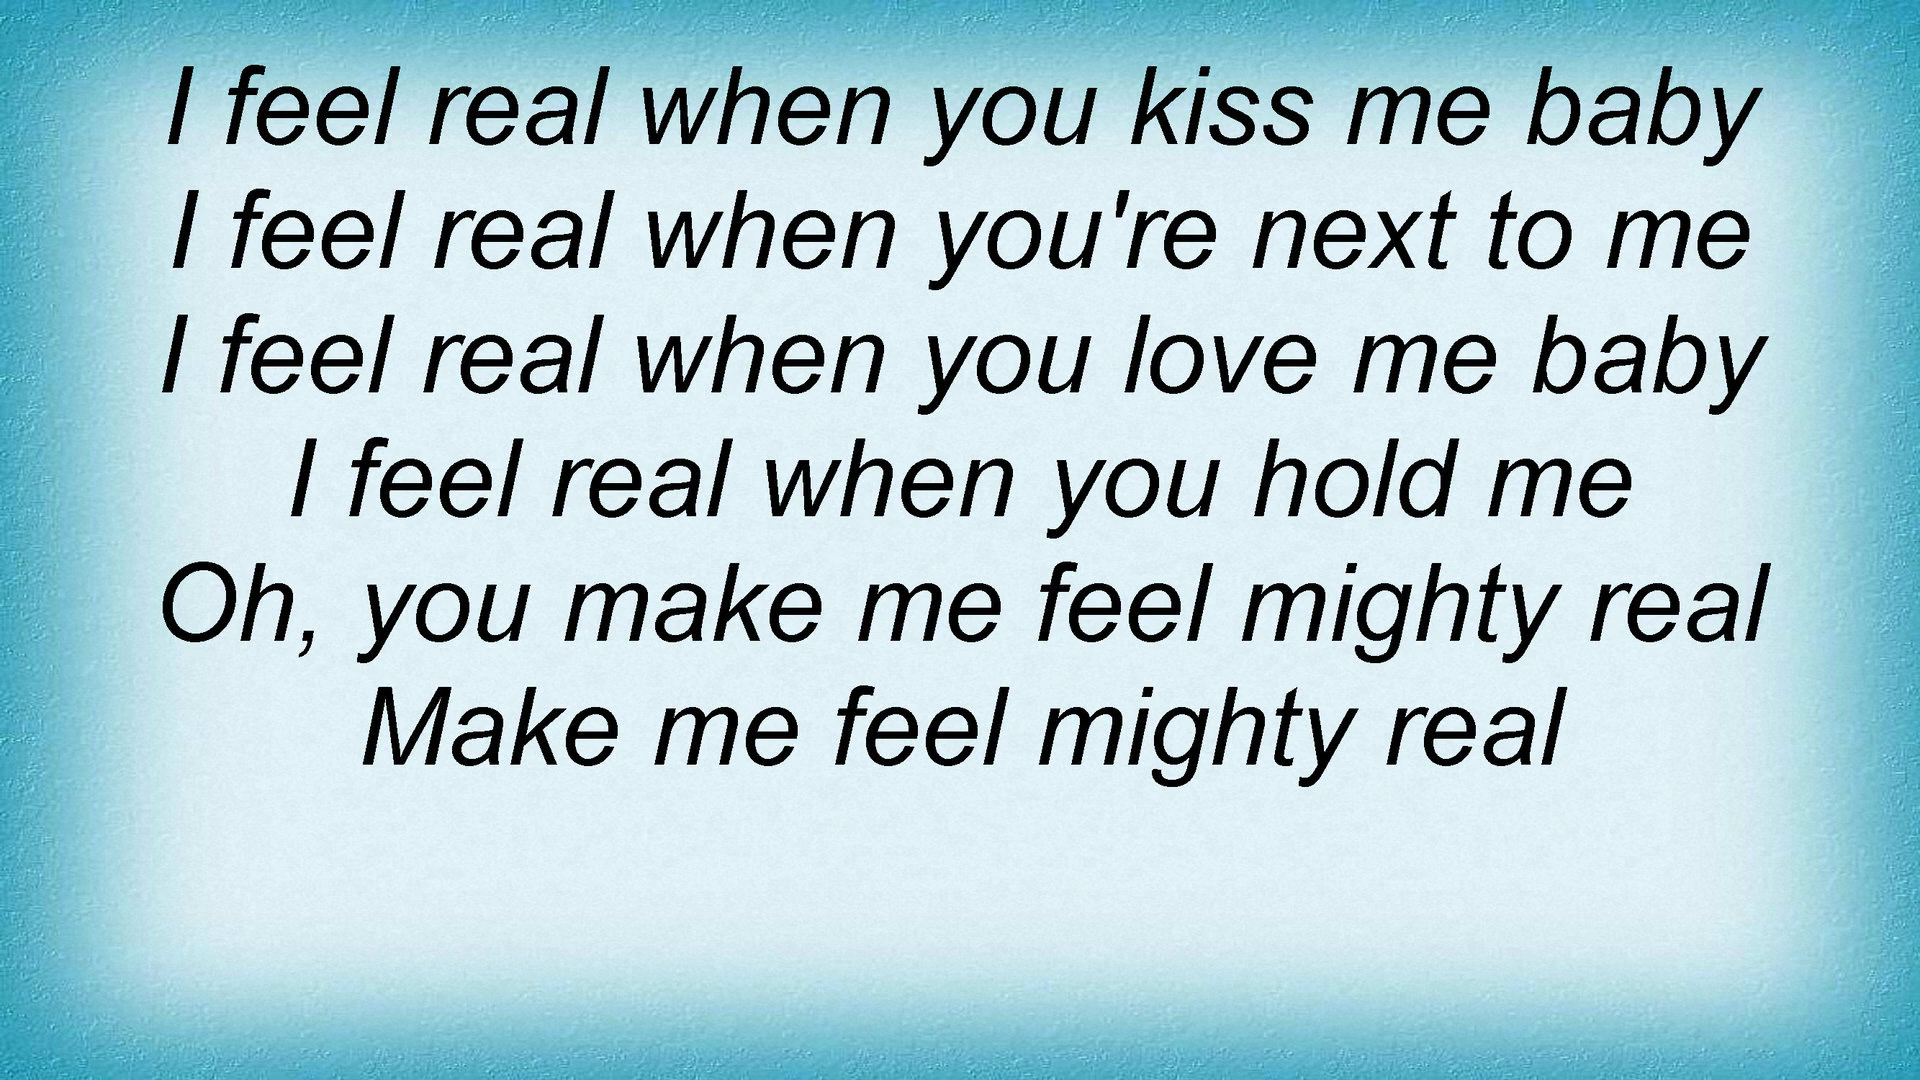 I feel real when you kiss me baby
I feel real when you're next to me
I feel real when you love me baby
I feel real when you hold me
Oh, you make me feel mighty real
Make me feel mighty real